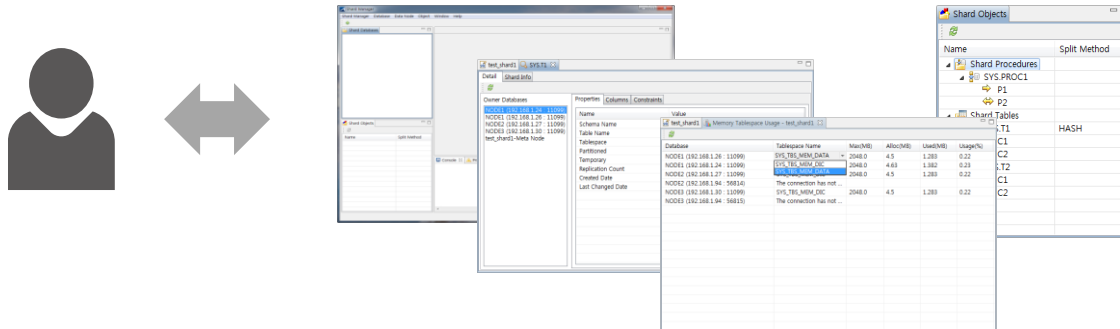 Shard Manager
Shard Manager Database Data Node Object Window Help
Shard Databases
Shard Objects
Name Split Method
Console
test_shard1 SYS.T1
Detail Shard Info
Owner Databases
NODE1 (192.168.1.26 : 11099)
NODE1 (192.168.1.24 : 11099)
NODE2 (192.168.1.27 : 11099)
NODE3 (192.168.1.30 : 11099)
test_shard1-Meta Node
Properties Columns Constraints
Name Value
Schema Name
Table Name
Tablespace
Partitioned
Temporary
Replication Count
Created Date
Last Changed Date
test_shard1 Memory Tablespace Usage - test_shard1
Database Tablespace Name Max(MB) Alloc(MB) Used(MB) Usage(%)
NODE1 (192.168.1.26 : 11099) SYS_TBS_MEM_DATA 2048.0 4.5 1.283 0.22
NODE1 (192.168.1.24 : 11099) SYS_TBS_MEM_DIC 2048.0 4.63 1.382 0.23
NODE2 (192.168.1.27 : 11099) SYS_TBS_MEM_DATA 2048.0 4.5 1.283 0.22
NODE2 (192.168.1.94 : 56814) The connection has not ...
NODE3 (192.168.1.30 : 11099) SYS_TBS_MEM_DIC 2048.0 4.5 1.283 0.22
NODE3 (192.168.1.94 : 56815) The connection has not ...
Shard Objects
Name Split Method
Shard Procedures
SYS.PROC1
P1
P2
Shard Tables
.T1 HASH
C1
C2
.T2
C1
C2